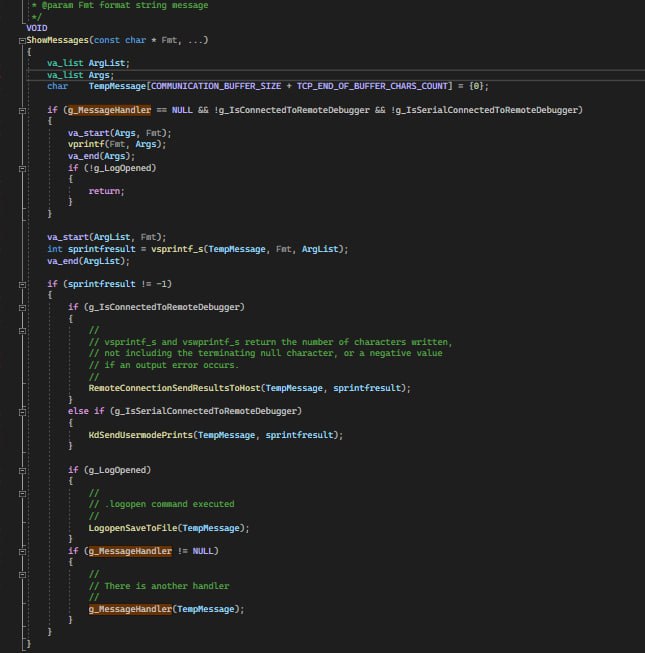 * @param Fmt format string message
*/
VOID
ShowMessages(const char * Fmt, ...)
{
va_list ArgList;
va_list Args;
char TempMessage[COMMUNICATION_BUFFER_SIZE + TCP_END_OF_BUFFER_CHARS_COUNT] = {0};
if (g_MessageHandler == NULL && !g_IsConnectedToRemoteDebugger && !g_IsSerialConnectedToRemoteDebugger)
{
va_start(Args, Fmt);
vprintf(Fmt, Args);
va_end(Args);
if (!g_LogOpened)
{
return;
}
}
va_start(ArgList, Fmt);
int sprintfresult = vsprintf_s(TempMessage, Fmt, ArgList);
va_end(ArgList);
if (sprintfresult != -1)
{
if (g_IsConnectedToRemoteDebugger)
{
//
// vsprintf_s and vswprintf_s return the number of characters written,
// not including the terminating null character, or a negative value
// if an output error occurs.
//
RemoteConnectionSendResultsToHost(TempMessage, sprintfresult);
}
else if (g_IsSerialConnectedToRemoteDebugger)
{
KdSendUsermodePrints(TempMessage, sprintfresult);
}
if (g_LogOpened)
{
//
// .logopen command executed
//
LogopenSaveToFile(TempMessage);
}
if (g_MessageHandler != NULL)
{
//
// There is another handler
//
g_MessageHandler(TempMessage);
}
}
}